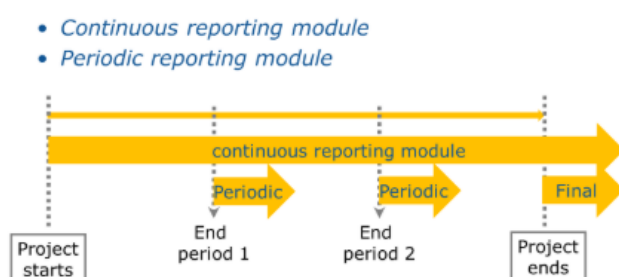 • Continuous reporting module
• Periodic reporting module
continuous reporting module
Periodic
Periodic
Final
End
period 1
End
period 2
Project
starts
Project
ends